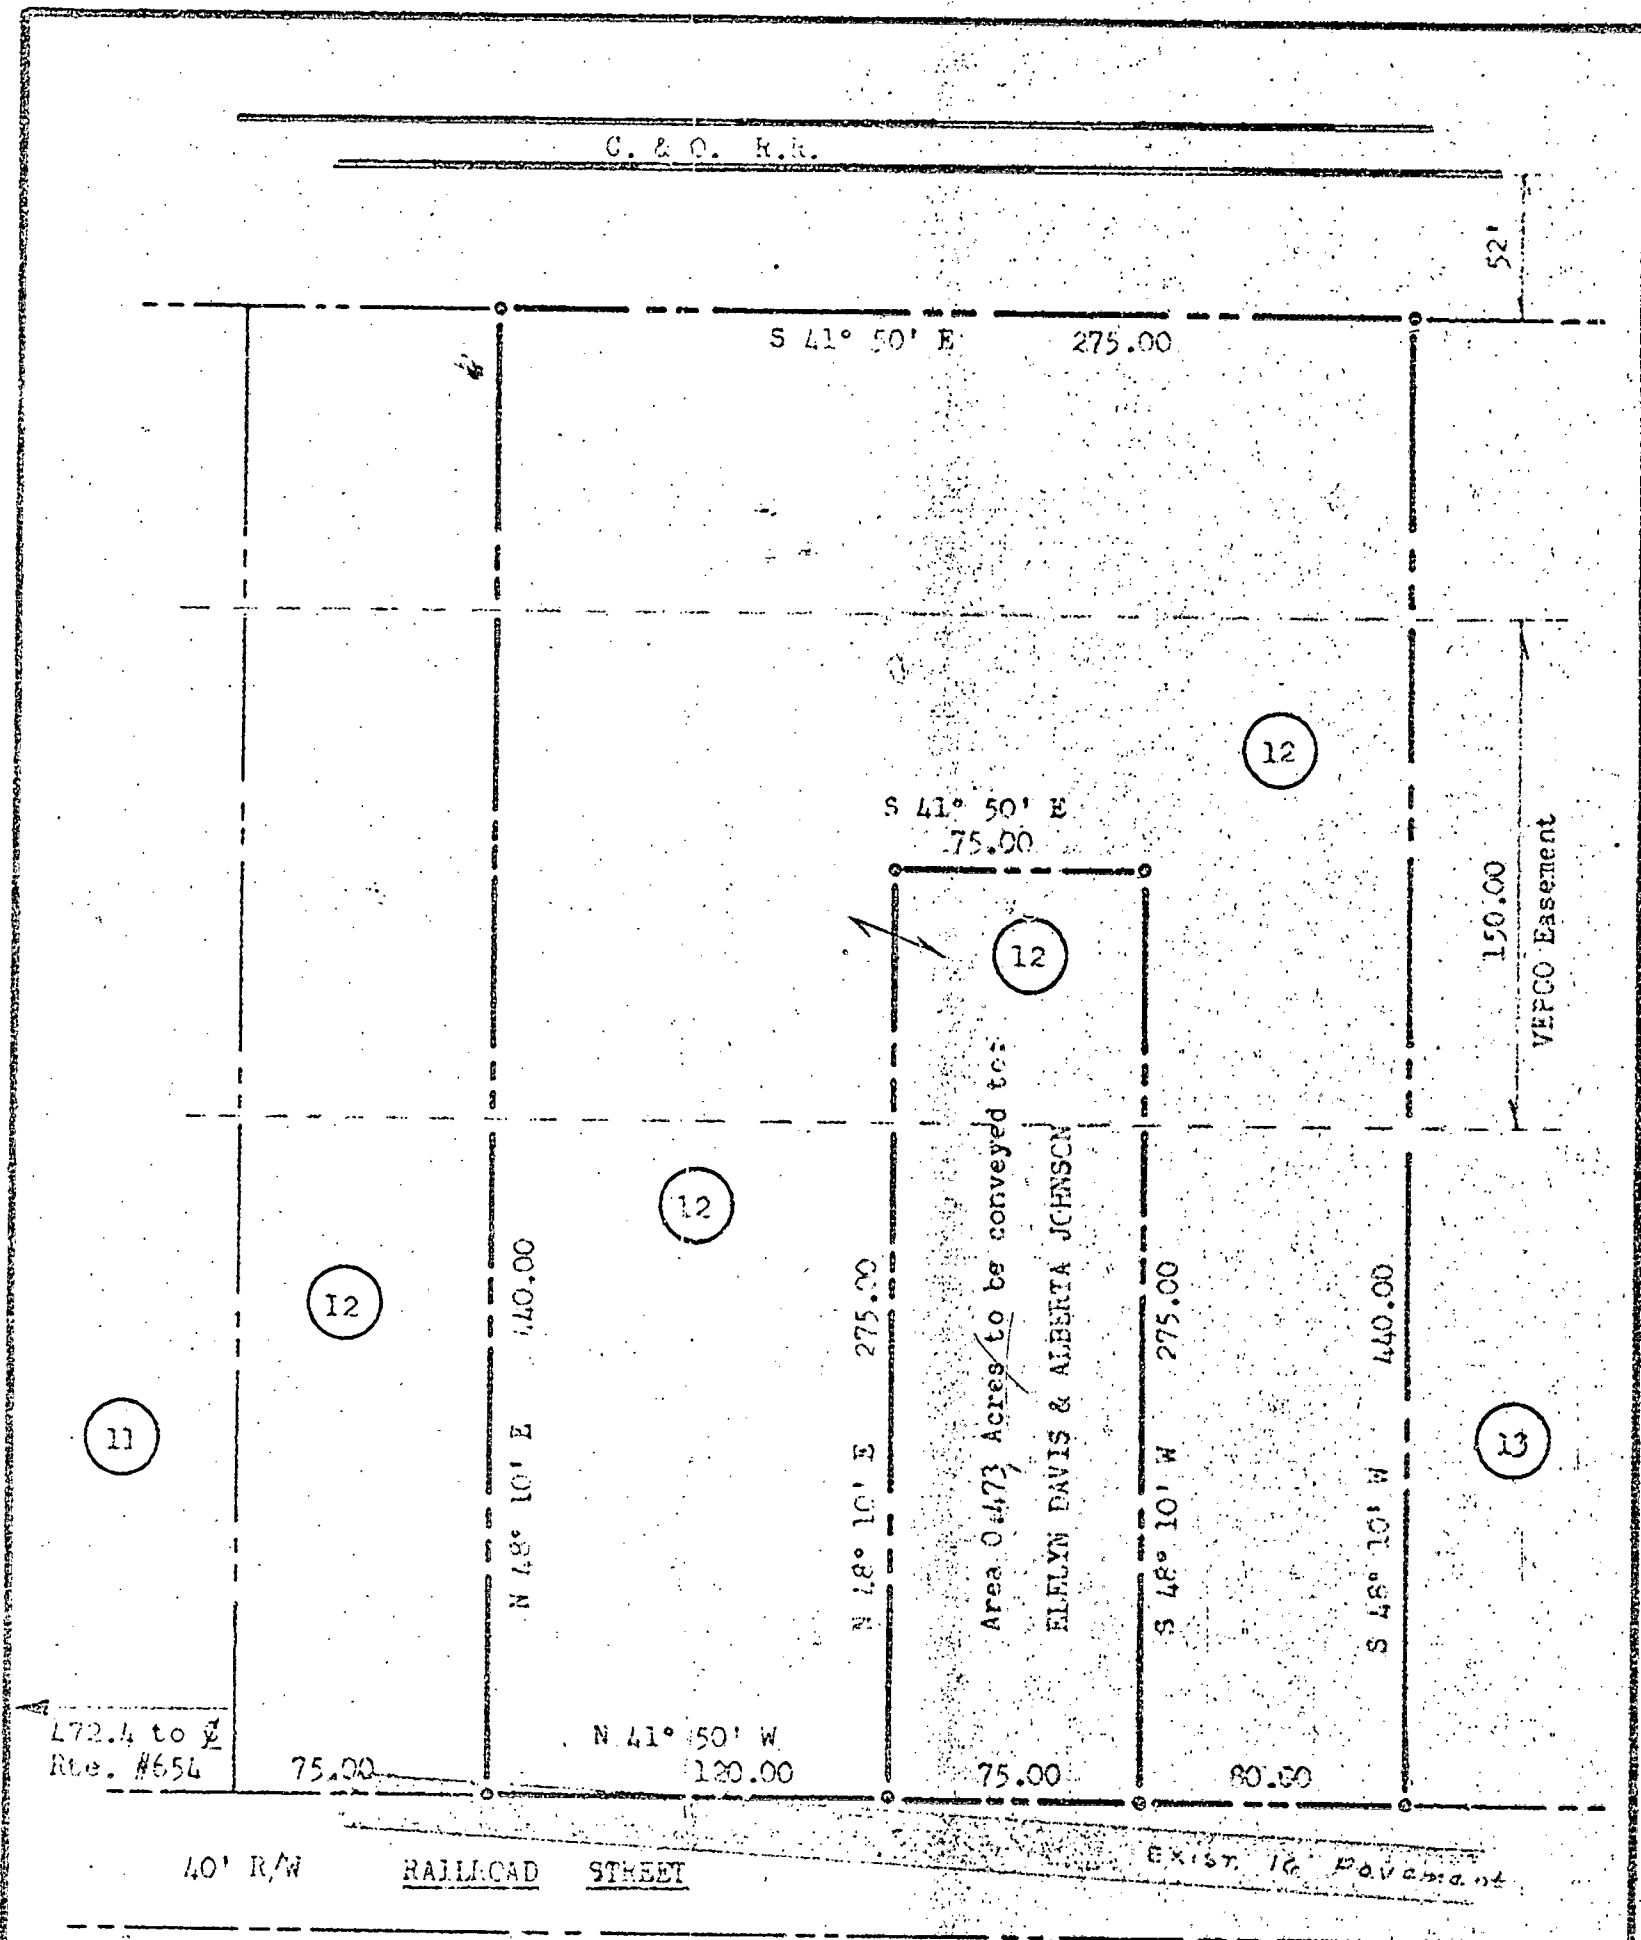 C. & O. R.R.
52'
S 41° 50' E 275.00
12
S 41° 50' E
75.00
12
150.00
VEPCO Easement
12
12
11
13
N 48° 10' E 440.00
N 48° 10' E 275.00
Area 0.473 Acres to be conveyed to:
ELELYN DAVIS & ALBERTA JOHNSON
S 48° 10' W 275.00
S 48° 10' W 440.00
472.4 to ℄
Rte. #654
N 41° 50' W
75.00 120.00 75.00 80.00
40' R/W RAILROAD STREET
Exist. Pavement